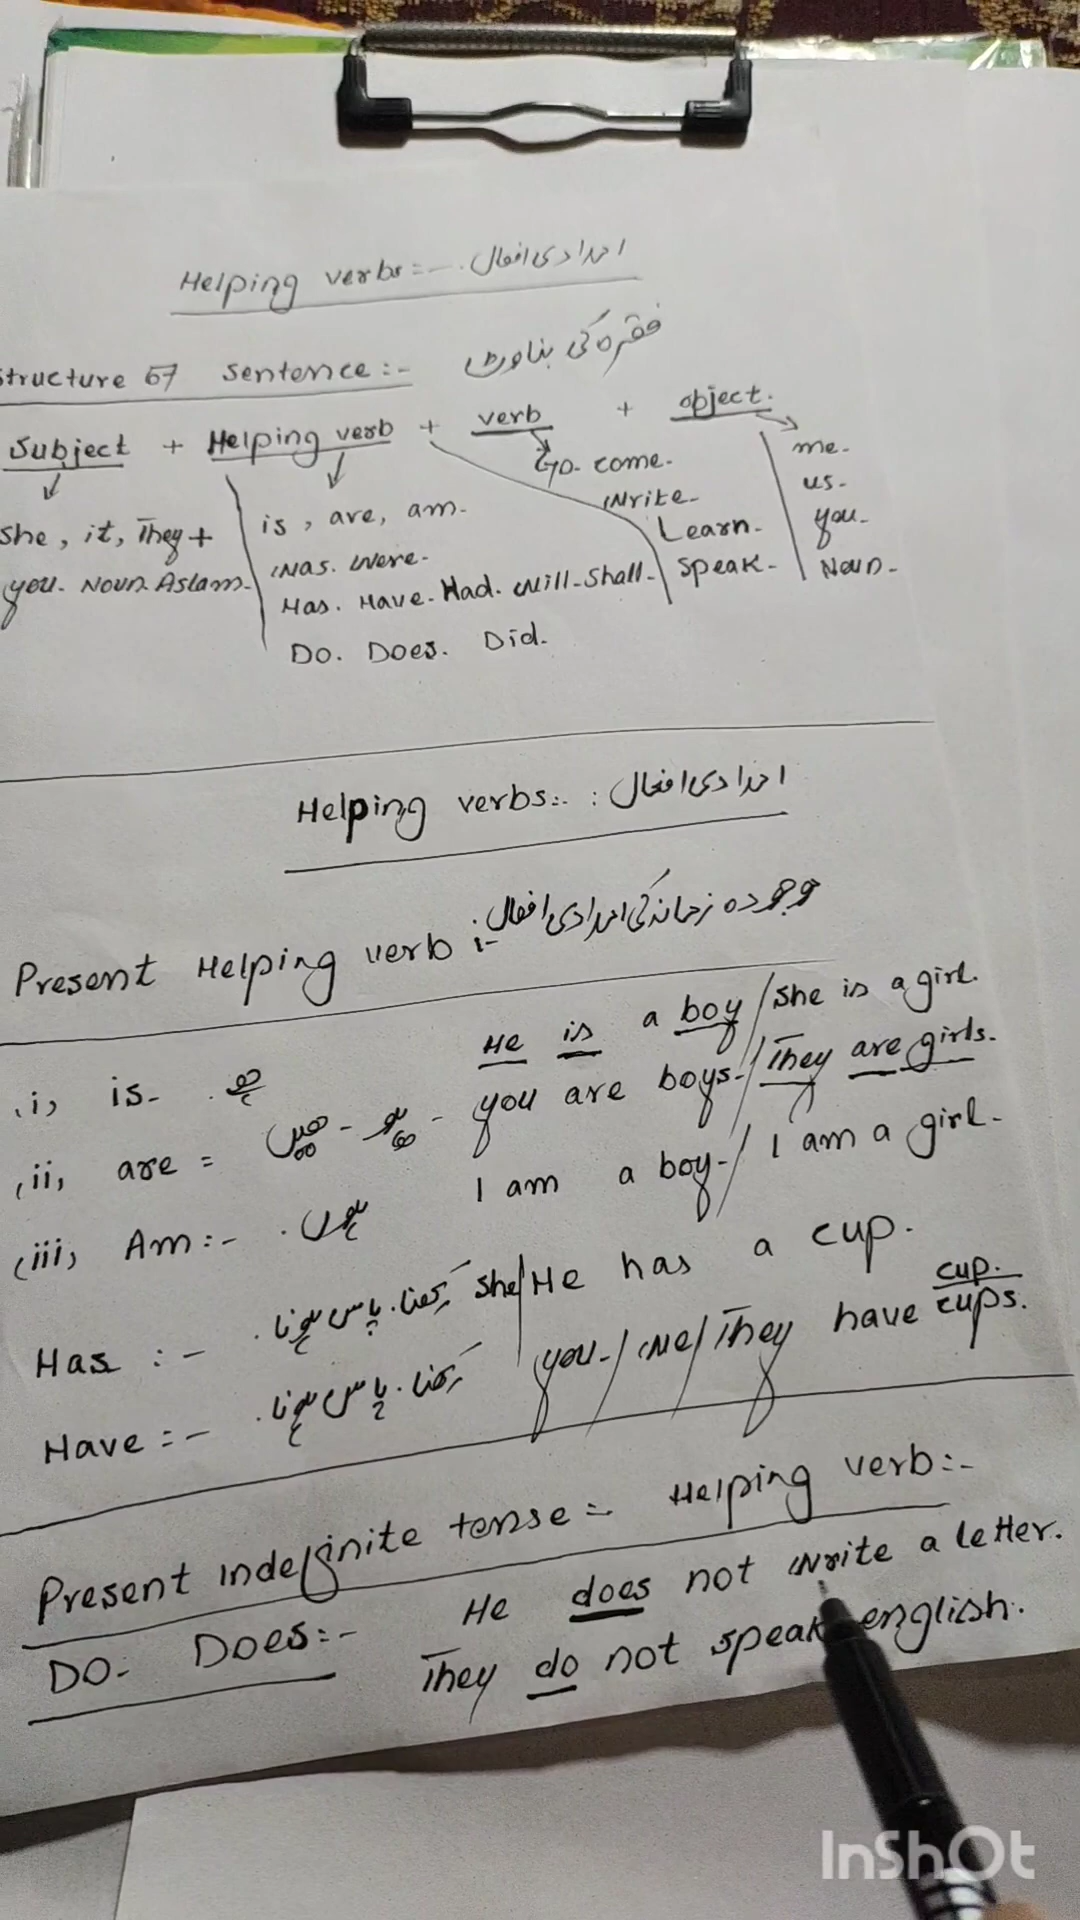 Helping verbs:- امدادی افعال
Structure of sentence:- فقرہ کی بناوٹ
Subject + Helping verb + verb + object.
She, it, They +
you. Noun. Aslam.
is, are, am.
Was. Were.
Has. Have. Had. Will-Shall.
Do. Does. Did.
Go. come.
Write.
Learn.
Speak.
me.
us.
you.
Noun.
Helping verbs:- امدادی افعال
Present Helping verb :- موجودہ زمانہ کی امدادی افعال
(i) is- ہے. He is a boy / She is a girl.
(ii) are = ہیں - ہو - you are boys- / They are girls.
(iii) Am:- ہوں. I am a boy- / I am a girl.
Has :- رکھنا. پاس ہونا. She/He has a cup.
Have :- رکھنا. پاس ہونا. you / We / They have cup. cups.
Present indefinite tense:- Helping verb:-
DO- Does:- He does not write a letter.
They do not speak english.
InShOt